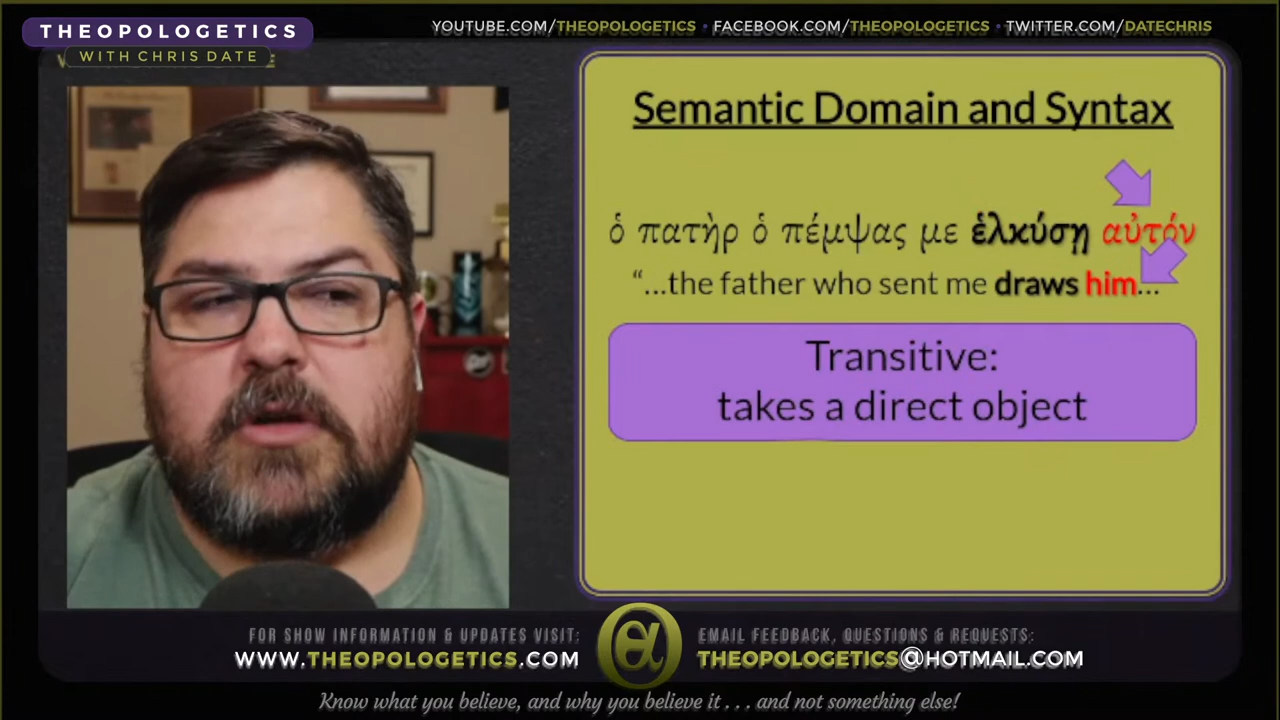 THEOPOLOGETICS
WITH CHRIS DATE
YOUTUBE.COM/THEOPOLOGETICS • FACEBOOK.COM/THEOPOLOGETICS • TWITTER.COM/DATECHRIS
Semantic Domain and Syntax
ὁ πατὴρ ὁ πέμψας με ἑλκύσῃ αὐτόν
“...the father who sent me draws him...”
Transitive:
takes a direct object
FOR SHOW INFORMATION & UPDATES VISIT:
WWW.THEOPOLOGETICS.COM
EMAIL FEEDBACK, QUESTIONS & REQUESTS:
THEOPOLOGETICS@HOTMAIL.COM
Know what you believe, and why you believe it . . . and not something else!